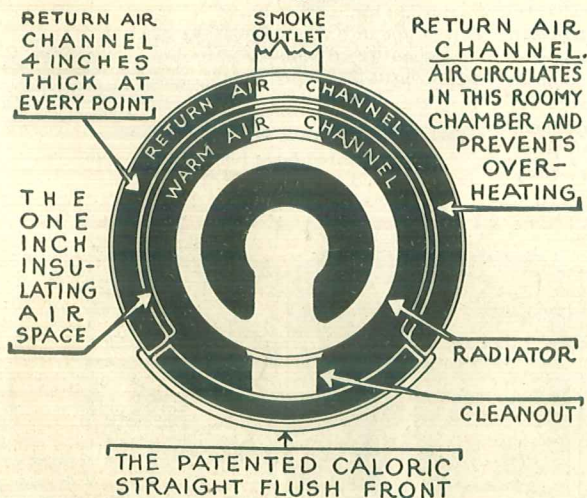 RETURN AIR
CHANNEL
4 INCHES
THICK AT
EVERY POINT
SMOKE
OUTLET
RETURN AIR
CHANNEL.
AIR CIRCULATES
IN THIS ROOMY
CHAMBER AND
PREVENTS
OVER-
HEATING
RETURN AIR CHANNEL
WARM AIR CHANNEL
THE
ONE
INCH
INSU-
LATING
AIR
SPACE
RADIATOR
CLEANOUT
THE PATENTED CALORIC
STRAIGHT FLUSH FRONT